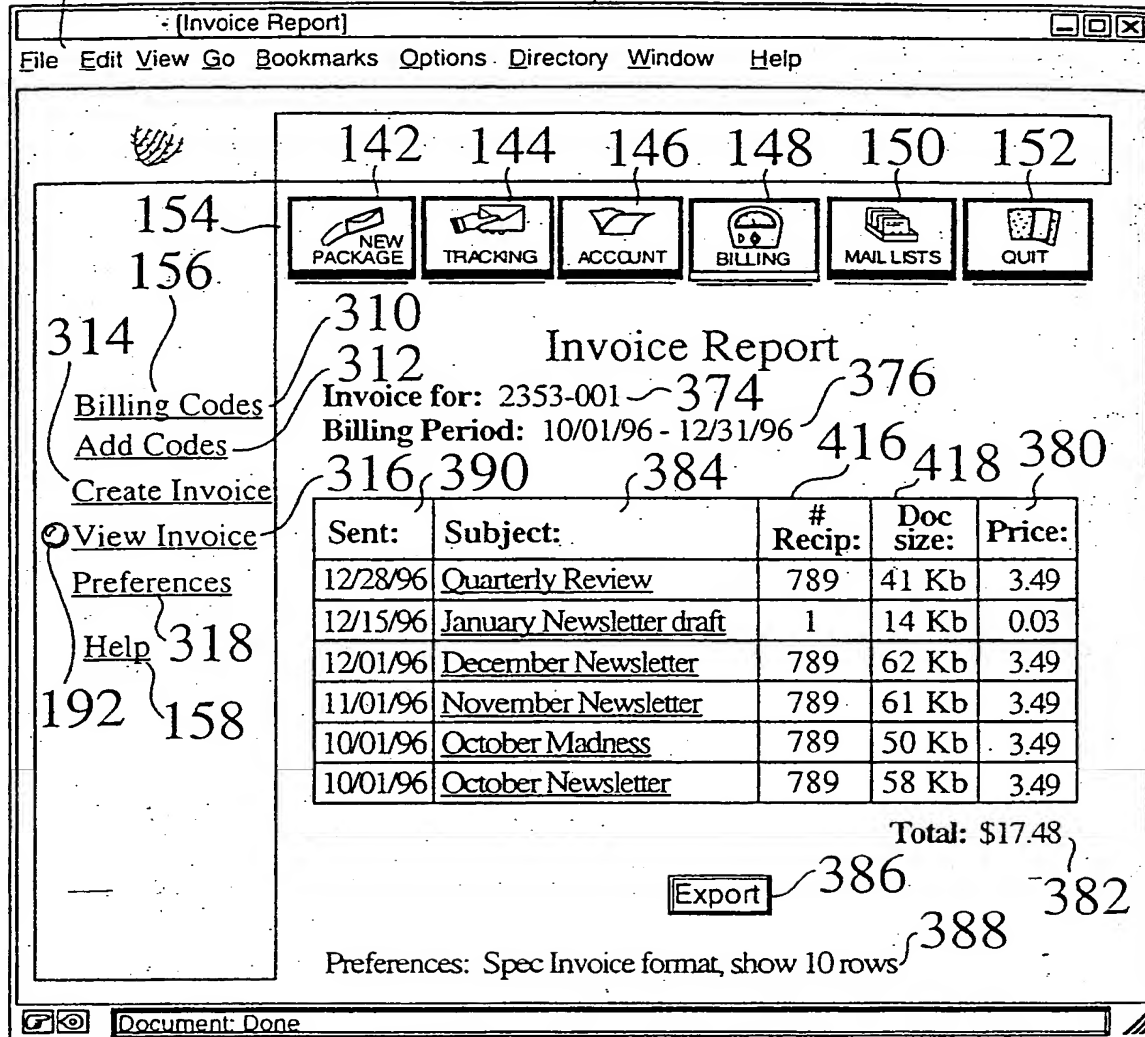 - [Invoice Report]
File Edit View Go Bookmarks Options Directory Window Help
142 144 146 148 150 152
154
NEW PACKAGE TRACKING ACCOUNT BILLING MAIL LISTS QUIT
156
310
314
Invoice Report
312
Invoice for: 2353-001 374 376
Billing Codes
Billing Period: 10/01/96 - 12/31/96
Add Codes
416 418 380
316 390 384
Create Invoice
Sent: Subject: # Recip: Doc size: Price:
View Invoice
12/28/96 Quarterly Review 789 41 Kb 3.49
Preferences
12/15/96 January Newsletter draft 1 14 Kb 0.03
Help 318
12/01/96 December Newsletter 789 62 Kb 3.49
192 158
11/01/96 November Newsletter 789 61 Kb 3.49
10/01/96 October Madness 789 50 Kb 3.49
10/01/96 October Newsletter 789 58 Kb 3.49
Total: $17.48
Export 386 382
388
Preferences: Spec Invoice format, show 10 rows
Document: Done